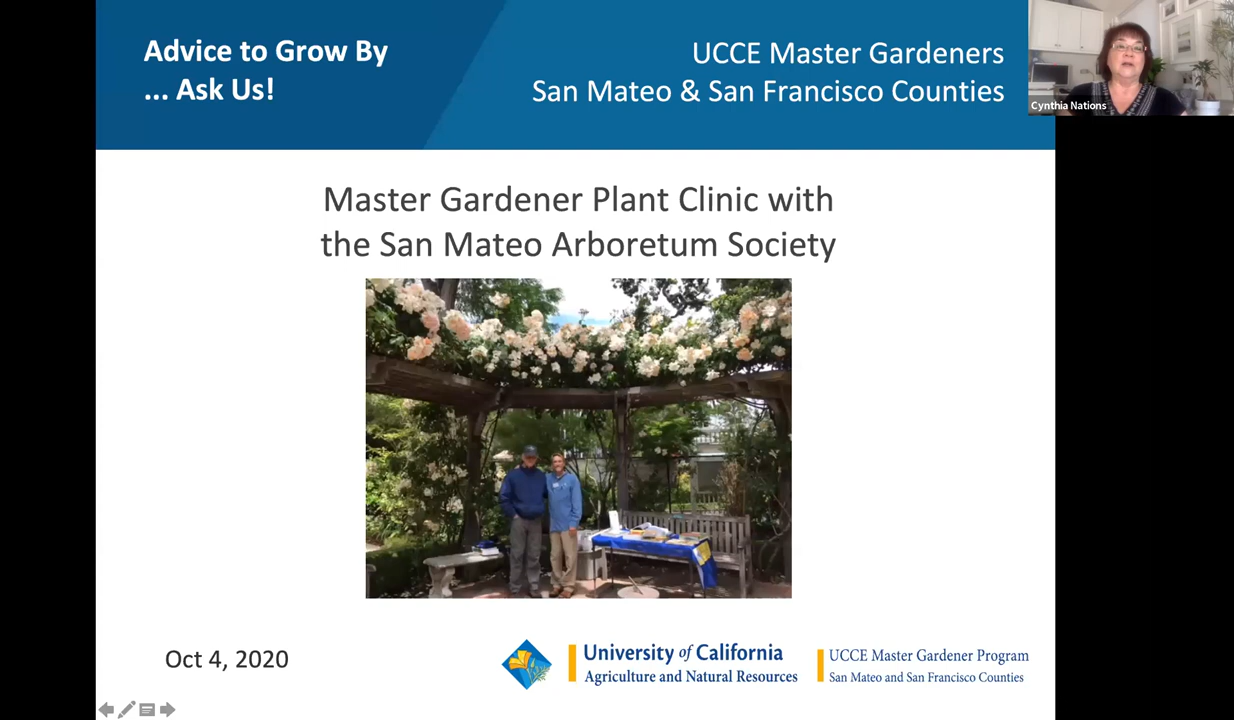 Advice to Grow By
... Ask Us!
UCCE Master Gardeners
San Mateo & San Francisco Counties
Cynthia Nations
Master Gardener Plant Clinic with
the San Mateo Arboretum Society
Oct 4, 2020
University of California
Agriculture and Natural Resources
UCCE Master Gardener Program
San Mateo and San Francisco Counties